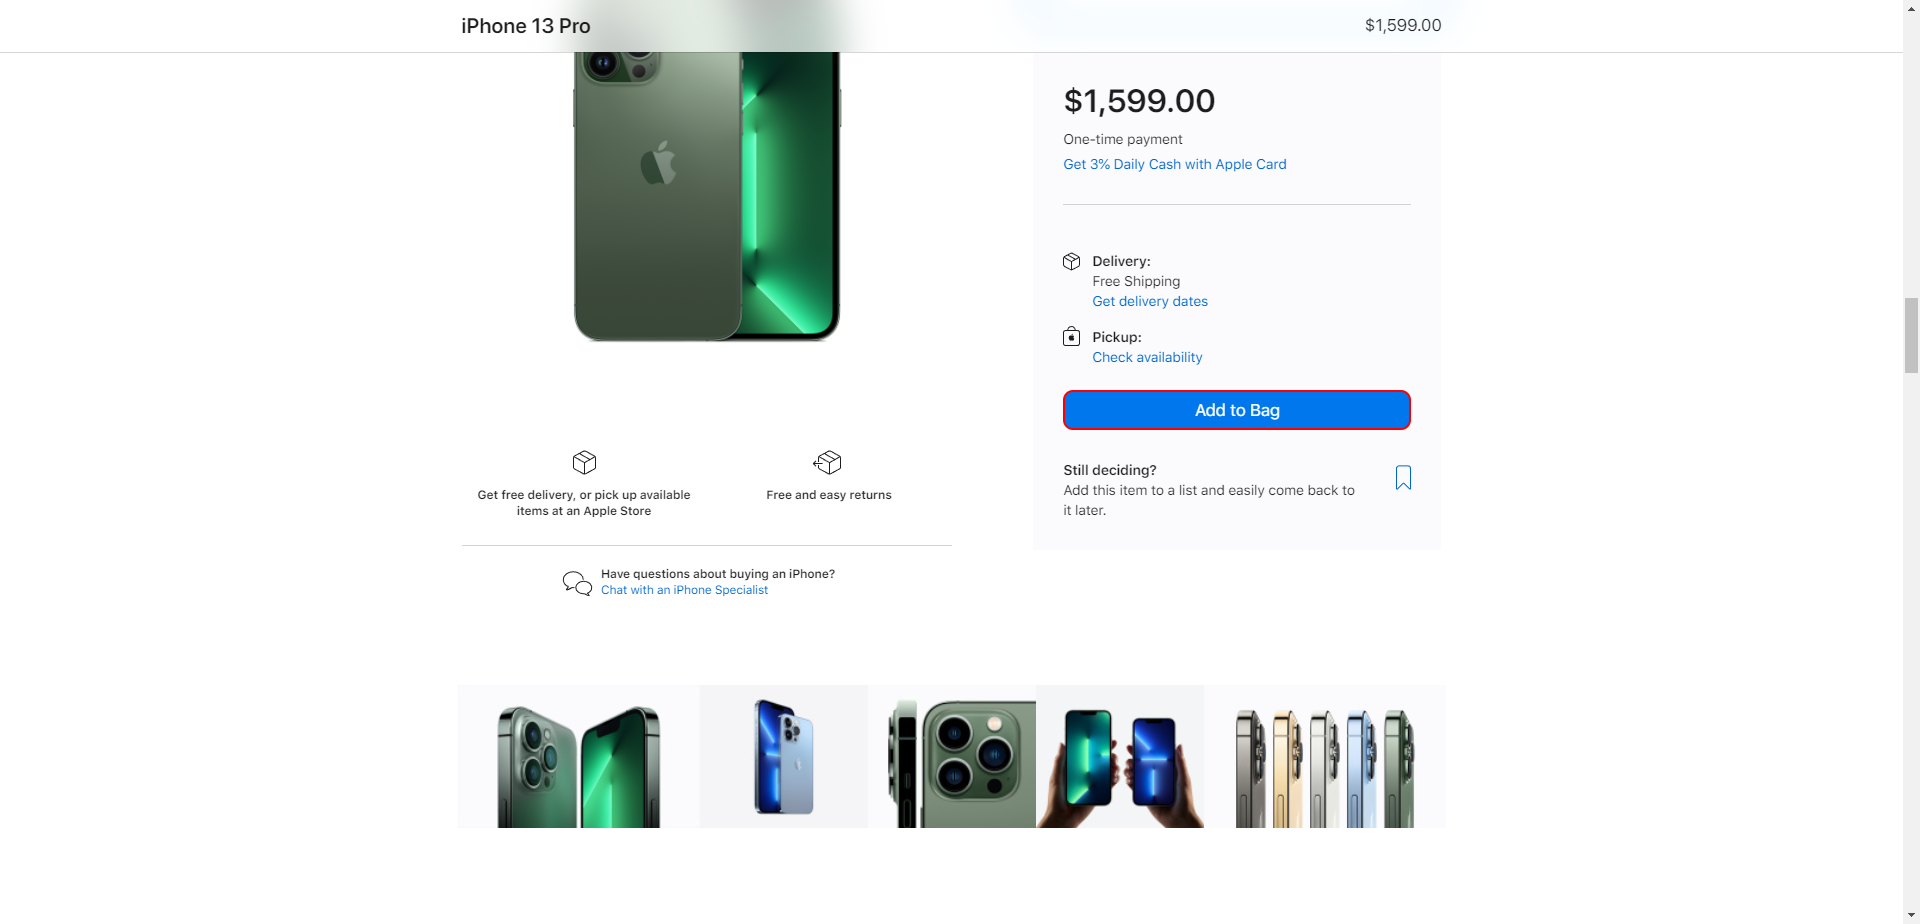 iPhone 13 Pro
$1,599.00
$1,599.00
One-time payment
Get 3% Daily Cash with Apple Card
Delivery:
Free Shipping
Get delivery dates
Pickup:
Check availability
Add to Bag
Still deciding?
Add this item to a list and easily come back to
it later.
Get free delivery, or pick up available
items at an Apple Store
Free and easy returns
Have questions about buying an iPhone?
Chat with an iPhone Specialist